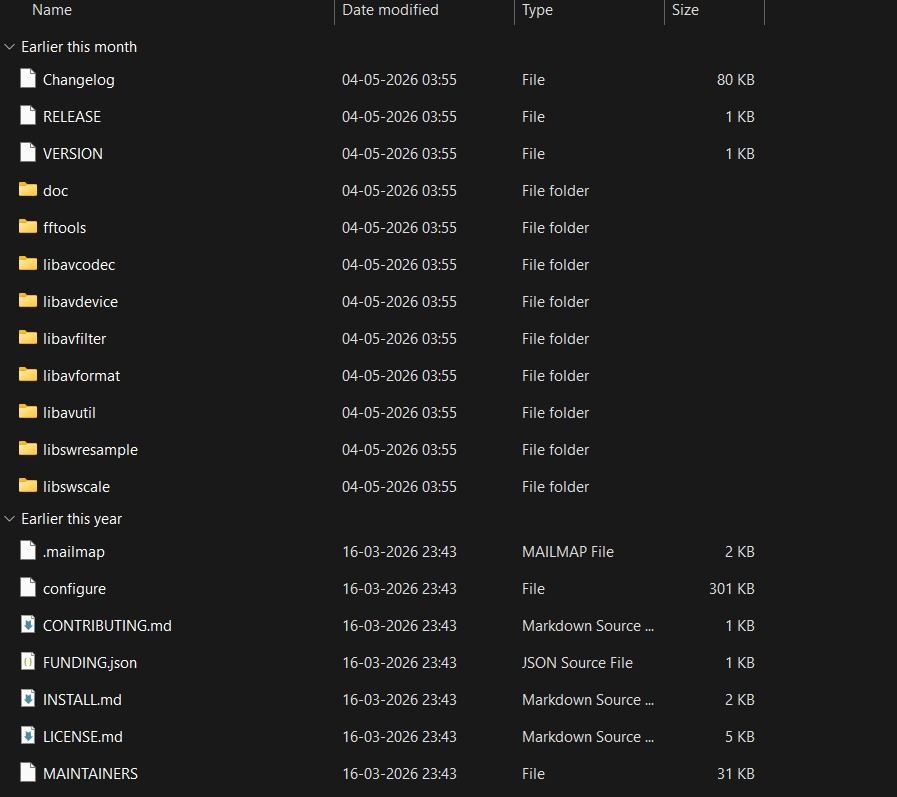 Name Date modified Type Size
Earlier this month
Changelog 04-05-2026 03:55 File 80 KB
RELEASE 04-05-2026 03:55 File 1 KB
VERSION 04-05-2026 03:55 File 1 KB
doc 04-05-2026 03:55 File folder
fftools 04-05-2026 03:55 File folder
libavcodec 04-05-2026 03:55 File folder
libavdevice 04-05-2026 03:55 File folder
libavfilter 04-05-2026 03:55 File folder
libavformat 04-05-2026 03:55 File folder
libavutil 04-05-2026 03:55 File folder
libswresample 04-05-2026 03:55 File folder
libswscale 04-05-2026 03:55 File folder
Earlier this year
.mailmap 16-03-2026 23:43 MAILMAP File 2 KB
configure 16-03-2026 23:43 File 301 KB
CONTRIBUTING.md 16-03-2026 23:43 Markdown Source ... 1 KB
FUNDING.json 16-03-2026 23:43 JSON Source File 1 KB
INSTALL.md 16-03-2026 23:43 Markdown Source ... 2 KB
LICENSE.md 16-03-2026 23:43 Markdown Source ... 5 KB
MAINTAINERS 16-03-2026 23:43 File 31 KB